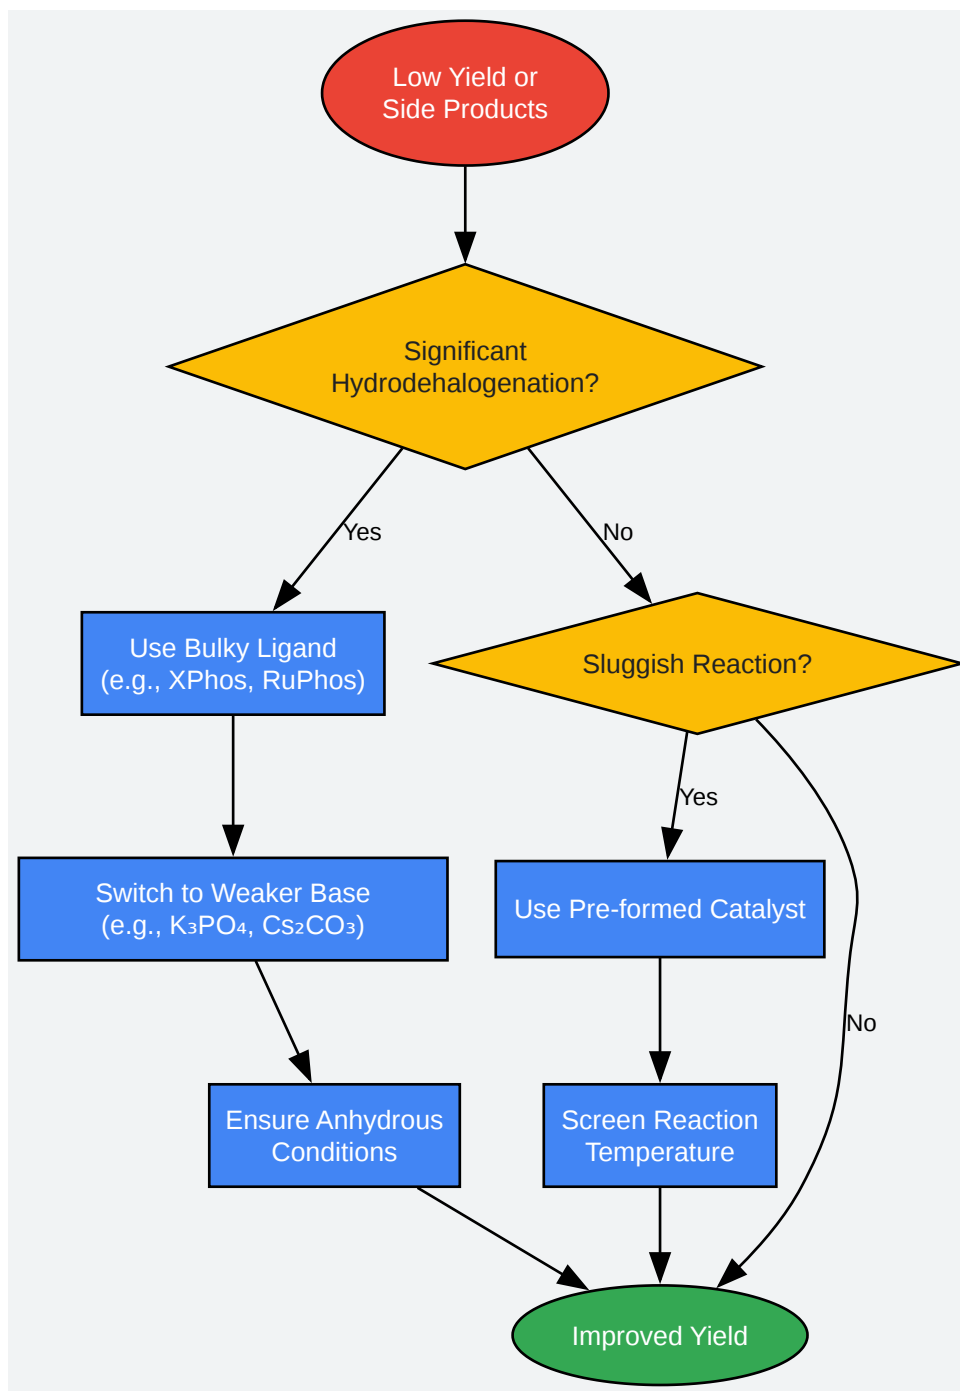 Low Yield or
Side Products
Significant
Hydrodehalogenation?
Yes
No
Use Bulky Ligand
(e.g., XPhos, RuPhos)
Sluggish Reaction?
Yes
Switch to Weaker Base
(e.g., K₃PO₄, Cs₂CO₃)
Use Pre-formed Catalyst
No
Ensure Anhydrous
Conditions
Screen Reaction
Temperature
Improved Yield